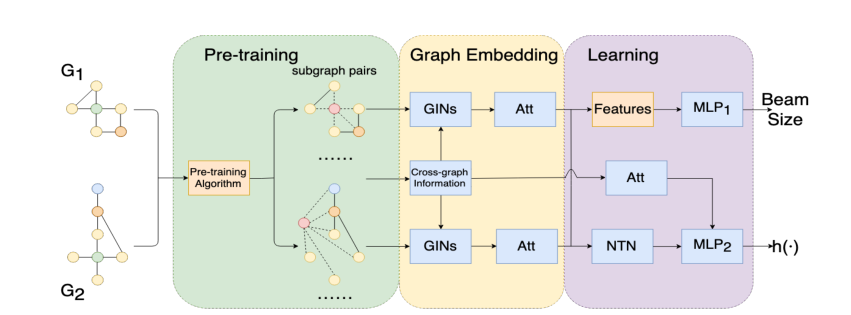 Pre-training
Graph Embedding
Learning
G1
subgraph pairs
GINs
Att
Features
MLP1
Beam
Size
......
Pre-training
Algorithm
Cross-graph
Information
Att
GINs
Att
NTN
MLP2
h(·)
G2
......